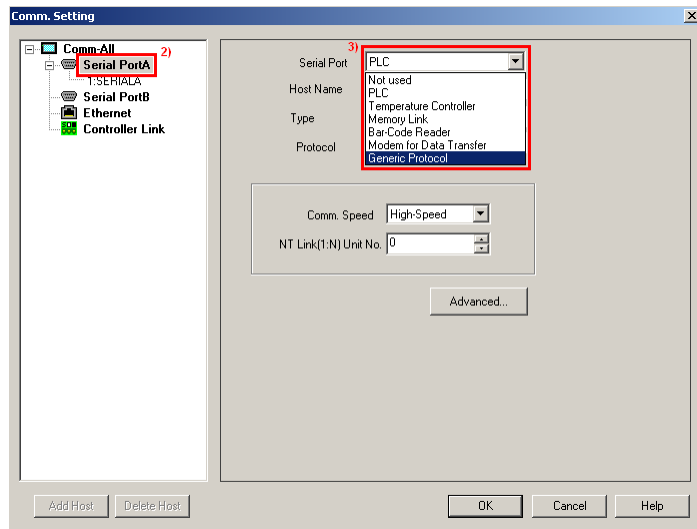 Comm. Setting
Comm-All
2)
Serial PortA
1:SERIALA
Serial PortB
Ethernet
Controller Link
3)
Serial Port PLC
Not used
PLC
Temperature Controller
Memory Link
Bar-Code Reader
Modem for Data Transfer
Generic Protocol
Host Name
Type
Protocol
Comm. Speed High-Speed
NT Link(1:N) Unit No. 0
Advanced...
Add Host Delete Host OK Cancel Help